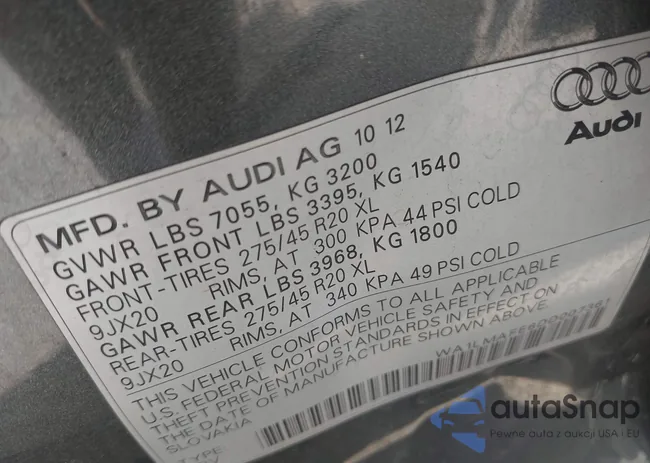 Audi
MFD. BY AUDI AG 10 12
GVWR LBS 7055, KG 3200
GAWR FRONT LBS 3395, KG 1540
FRONT-TIRES 275/45 R20 XL
9JX20 RIMS, AT 300 KPA 44 PSI COLD
GAWR REAR LBS 3968, KG 1800
REAR-TIRES 275/45 R20 XL
9JX20 RIMS, AT 340 KPA 49 PSI COLD
THIS VEHICLE CONFORMS TO ALL APPLICABLE
U.S. FEDERAL MOTOR VEHICLE SAFETY AND
THEFT PREVENTION STANDARDS IN EFFECT ON
THE DATE OF MANUFACTURE SHOWN ABOVE.
SLOVAKIA
TYPE
autaSnap
Pewne auta z aukcji USA i EU